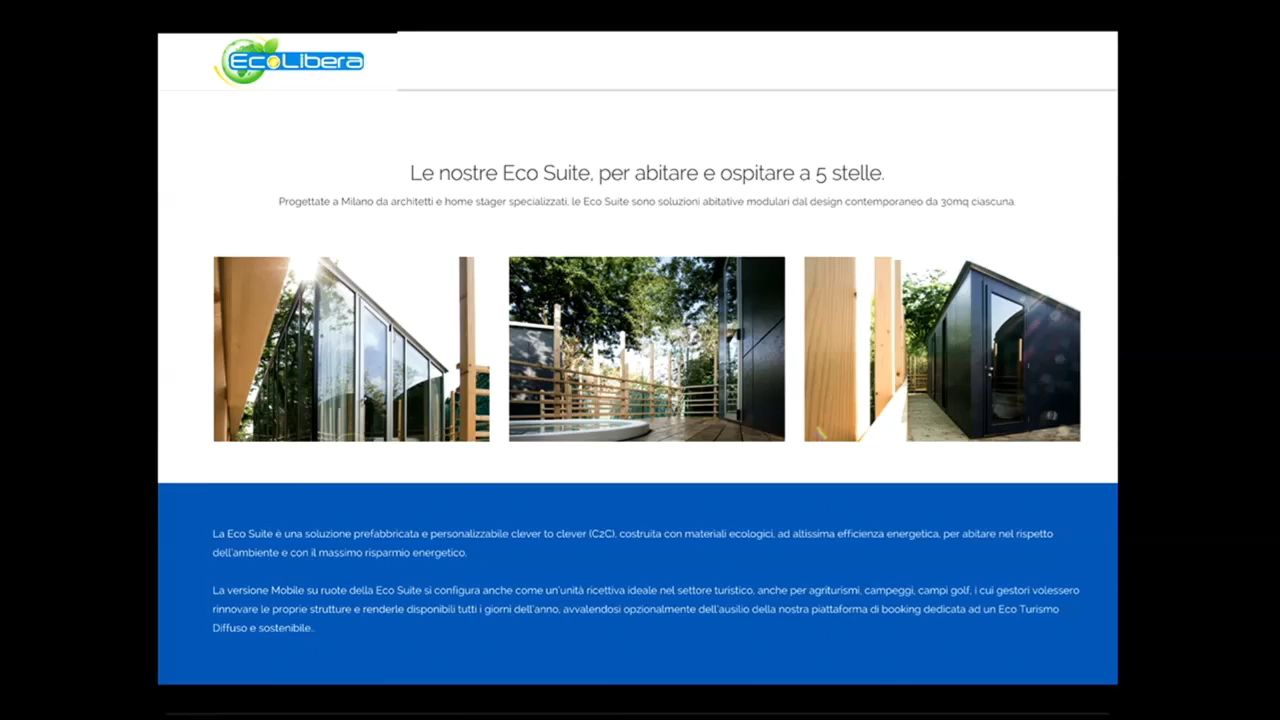 EcoLibera
Le nostre Eco Suite, per abitare e ospitare a 5 stelle.
Progettate a Milano da architetti e home stager specializzati, le Eco Suite sono soluzioni abitative modulari dal design contemporaneo da 30mq ciascuna.
La Eco Suite è una soluzione prefabbricata e personalizzabile clever to clever (C2C), costruita con materiali ecologici, ad altissima efficienza energetica, per abitare nel rispetto
dell'ambiente e con il massimo risparmio energetico.
La versione Mobile su ruote della Eco Suite si configura anche come un'unità ricettiva ideale nel settore turistico, anche per agriturismi, campeggi, campi golf, i cui gestori volessero
rinnovare le proprie strutture e renderle disponibili tutti i giorni dell'anno, avvalendosi opzionalmente dell'ausilio della nostra piattaforma di booking dedicata ad un Eco Turismo
Diffuso e sostenibile..